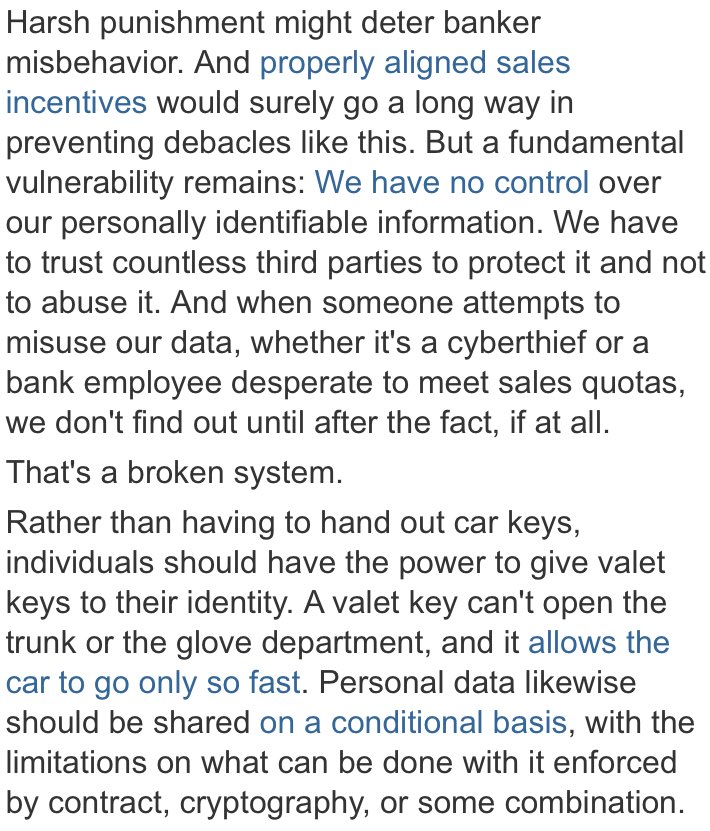 Harsh punishment might deter banker
misbehavior. And properly aligned sales
incentives would surely go a long way in
preventing debacles like this. But a fundamental
vulnerability remains: We have no control over
our personally identifiable information. We have
to trust countless third parties to protect it and not
to abuse it. And when someone attempts to
misuse our data, whether it's a cyberthief or a
bank employee desperate to meet sales quotas,
we don't find out until after the fact, if at all.
That's a broken system.
Rather than having to hand out car keys,
individuals should have the power to give valet
keys to their identity. A valet key can't open the
trunk or the glove department, and it allows the
car to go only so fast. Personal data likewise
should be shared on a conditional basis, with the
limitations on what can be done with it enforced
by contract, cryptography, or some combination.